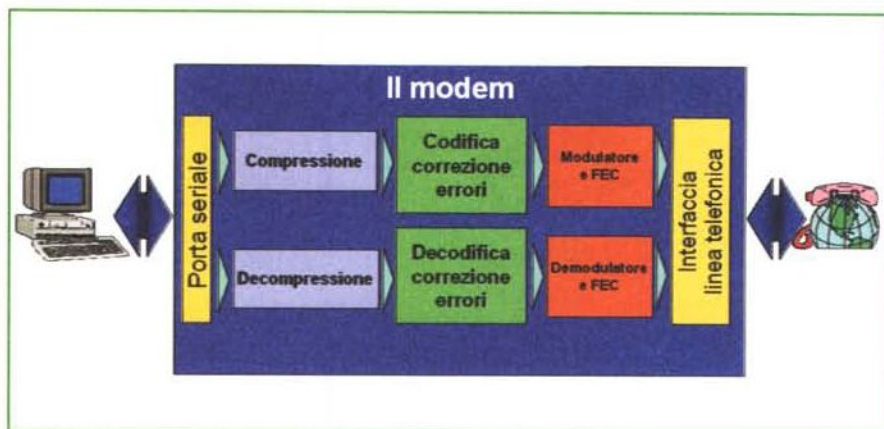 Il modem
Porta seriale
Compressione
Codifica
correzione
errori
Modulatore
e FEC
Decompressione
Decodifica
correzione
errori
Demodulatore
e FEC
Interfaccia
linea telefonica